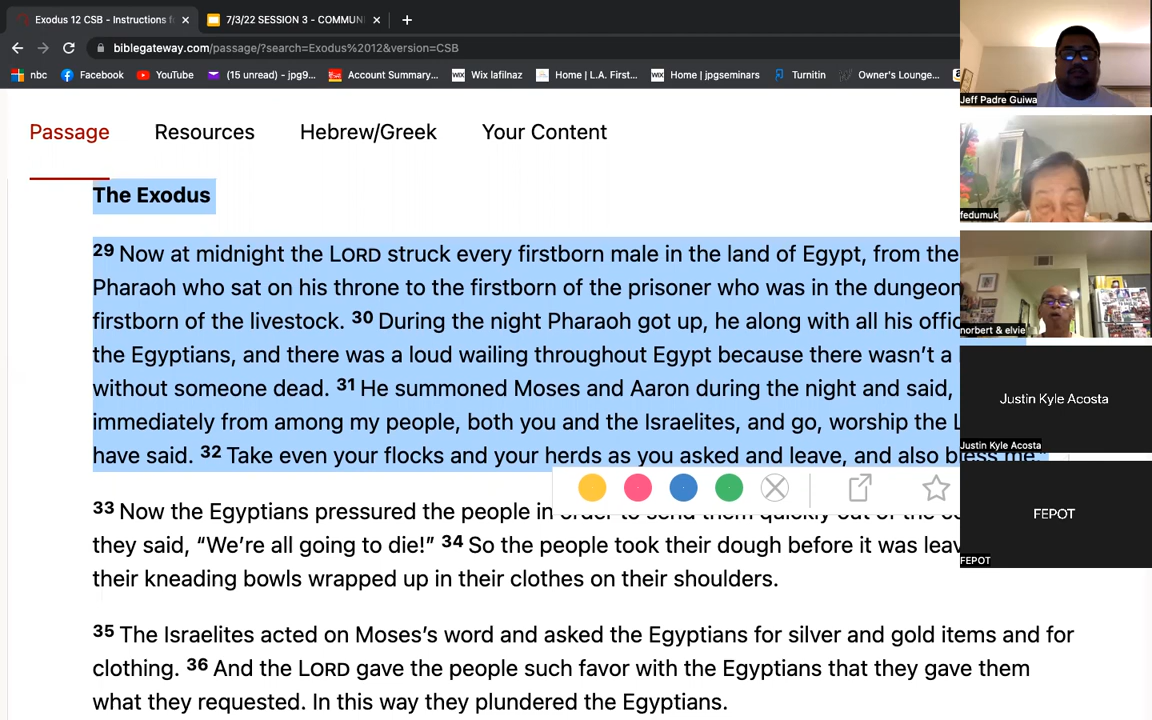 Exodus 12 CSB - Instructions f
7/3/22 SESSION 3 - COMMUN
biblegateway.com/passage/?search=Exodus%2012&version=CSB
nbc Facebook YouTube (15 unread) - jpg9... Account Summary... Wix lafilnaz Home | L.A. First... Home | jpgseminars Turnitin Owner's Lounge...
Passage Resources Hebrew/Greek Your Content
The Exodus
29 Now at midnight the LORD struck every firstborn male in the land of Egypt, from the
Pharaoh who sat on his throne to the firstborn of the prisoner who was in the dungeon
firstborn of the livestock. 30 During the night Pharaoh got up, he along with all his offic
the Egyptians, and there was a loud wailing throughout Egypt because there wasn't a
without someone dead. 31 He summoned Moses and Aaron during the night and said,
immediately from among my people, both you and the Israelites, and go, worship the L
have said. 32 Take even your flocks and your herds as you asked and leave, and also bless me."
33 Now the Egyptians pressured the people in order to send them quickly out of the
they said, “We’re all going to die!” 34 So the people took their dough before it was leav
their kneading bowls wrapped up in their clothes on their shoulders.
35 The Israelites acted on Moses’s word and asked the Egyptians for silver and gold items and for
clothing. 36 And the LORD gave the people such favor with the Egyptians that they gave them
what they requested. In this way they plundered the Egyptians.
Jeff Padre Guiwa
fedumuk
norbert & elvie
Justin Kyle Acosta
Justin Kyle Acosta
FEPOT
FEPOT